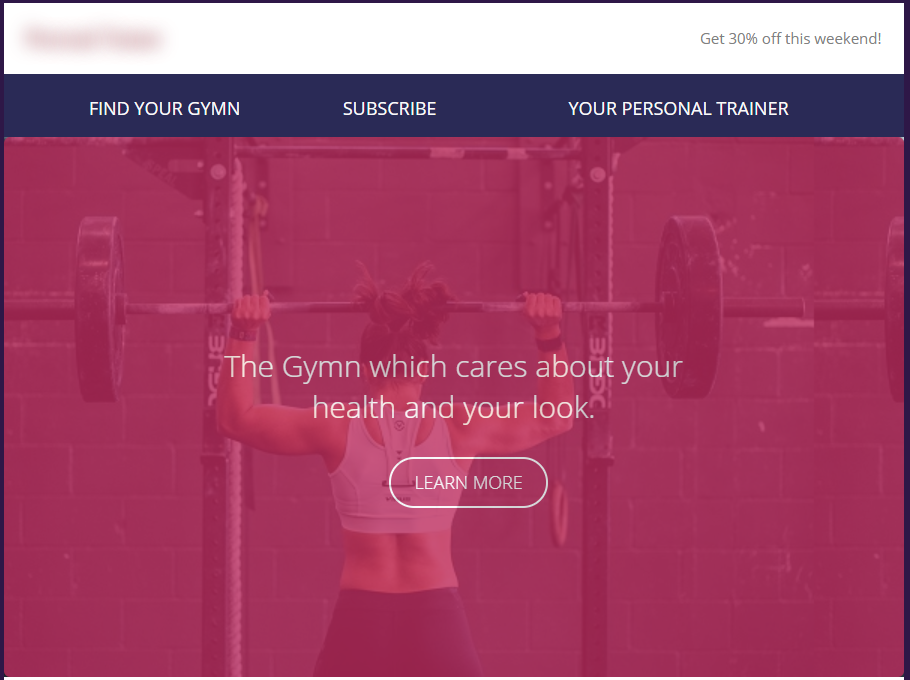 Get 30% off this weekend!
FIND YOUR GYMN SUBSCRIBE YOUR PERSONAL TRAINER
The Gymn which cares about your
health and your look.
LEARN MORE